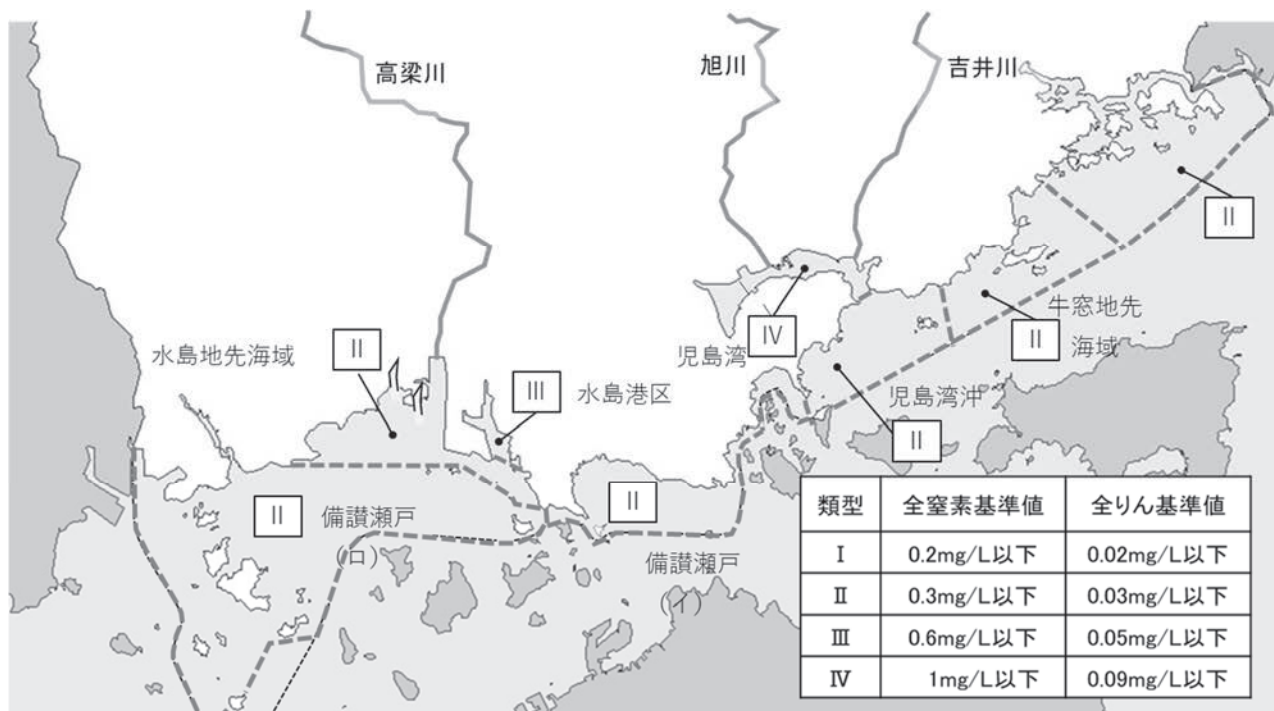 高梁川
旭川
吉井川
Ⅱ
牛窓地先
海域
Ⅱ
Ⅳ
児島湾
児島湾沖
Ⅱ
水島地先海域
Ⅱ
Ⅲ
水島港区
Ⅱ
備讃瀬戸
(ロ)
Ⅱ
備讃瀬戸
(イ)
類型 全窒素基準値 全りん基準値
Ⅰ 0.2mg/L以下 0.02mg/L以下
Ⅱ 0.3mg/L以下 0.03mg/L以下
Ⅲ 0.6mg/L以下 0.05mg/L以下
Ⅳ 1mg/L以下 0.09mg/L以下